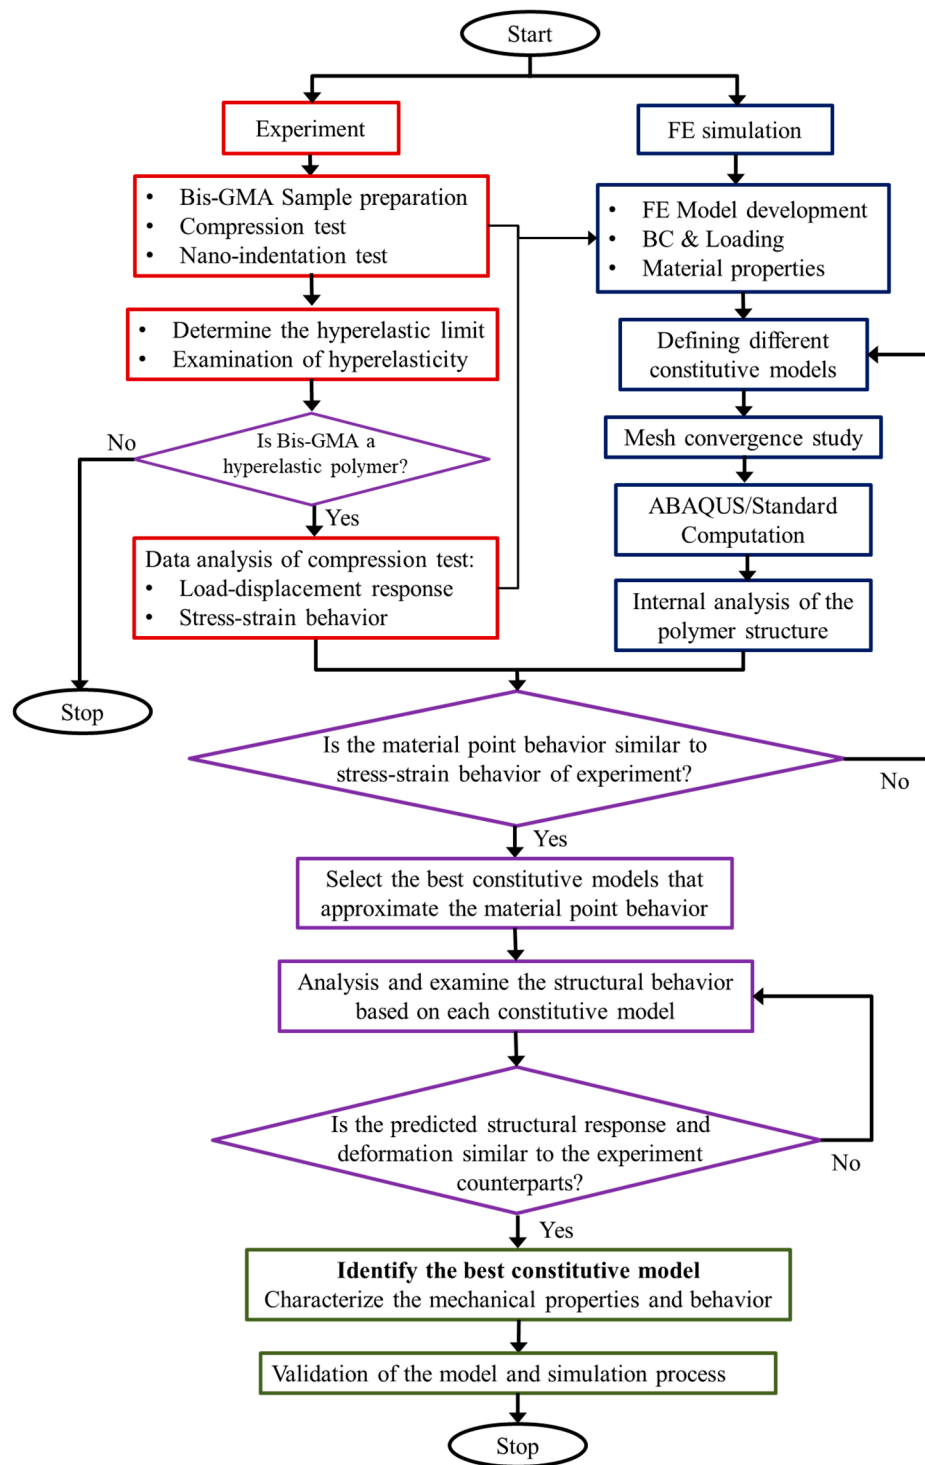 Start
Experiment
FE simulation
• Bis-GMA Sample preparation
• Compression test
• Nano-indentation test
• FE Model development
• BC & Loading
• Material properties
• Determine the hyperelastic limit
• Examination of hyperelasticity
Defining different
constitutive models
No
Is Bis-GMA a
hyperelastic polymer?
Yes
Mesh convergence study
ABAQUS/Standard
Computation
Data analysis of compression test:
• Load-displacement response
• Stress-strain behavior
Internal analysis of the
polymer structure
Stop
Is the material point behavior similar to
stress-strain behavior of experiment?
No
Yes
Select the best constitutive models that
approximate the material point behavior
Analysis and examine the structural behavior
based on each constitutive model
Is the predicted structural response and
deformation similar to the experiment
counterparts?
No
Yes
Identify the best constitutive model
Characterize the mechanical properties and behavior
Validation of the model and simulation process
Stop